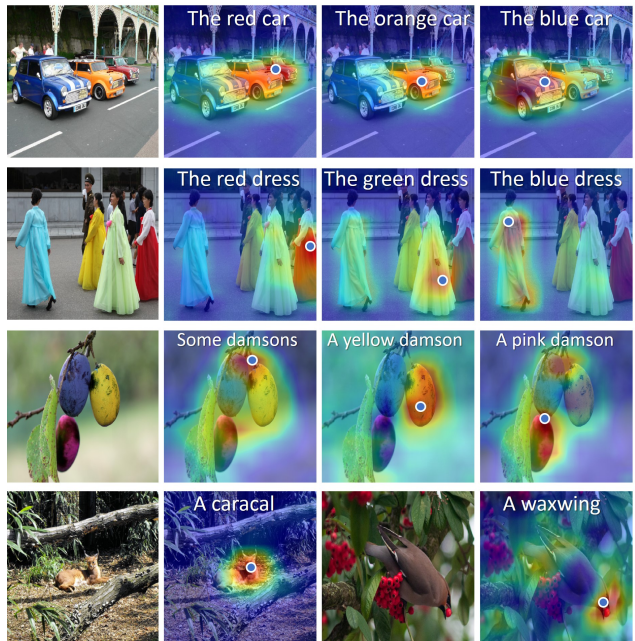 The red car
The orange car
The blue car
The red dress
The green dress
The blue dress
Some damsons
A yellow damson
A pink damson
A caracal
A waxwing